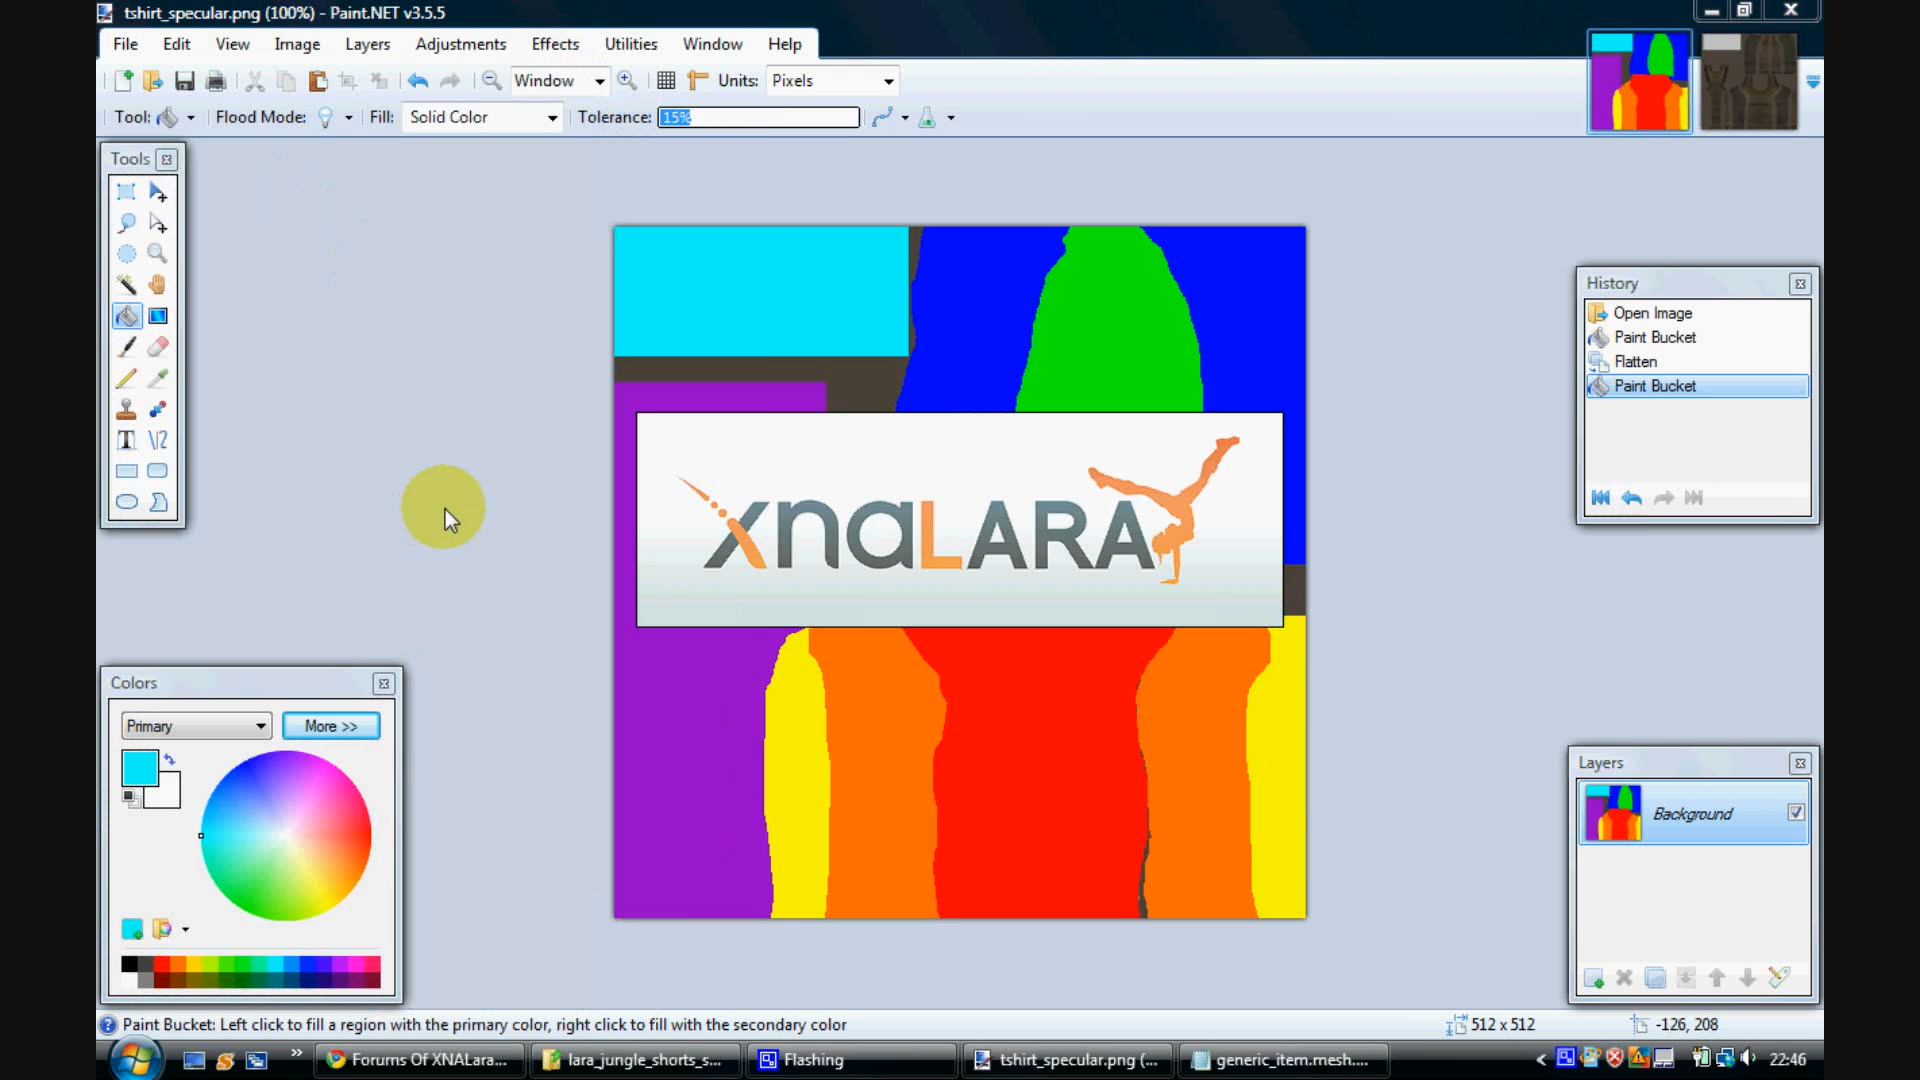 tshirt_specular.png (100%) - Paint.NET v3.5.5
File Edit View Image Layers Adjustments Effects Utilities Window Help
Window Units: Pixels
Tool: Flood Mode: Fill: Solid Color Tolerance: 15%
Tools
History
Open Image
Paint Bucket
Flatten
Paint Bucket
xnaLARA
Colors
Primary More >>
Layers
Background
Paint Bucket: Left click to fill a region with the primary color, right click to fill with the secondary color
512 x 512
-126, 208
Forums Of XNALara... lara_jungle_shorts_s... Flashing tshirt_specular.png (... generic_item.mesh.... 22:46